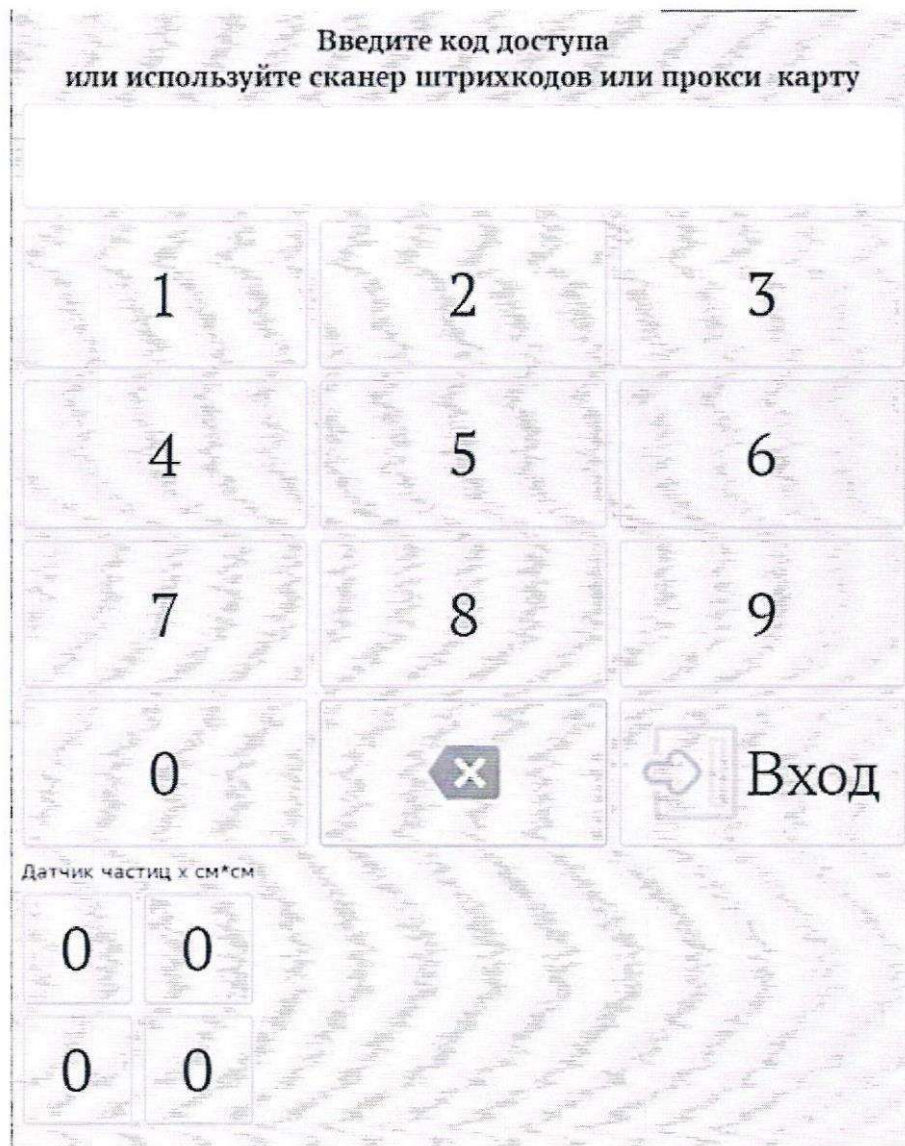 Введите код доступа
или используйте сканер штрихкодов или прокси карту
1 2 3
4 5 6
7 8 9
0 Вход
Датчик частиц x см*см
0 0
0 0